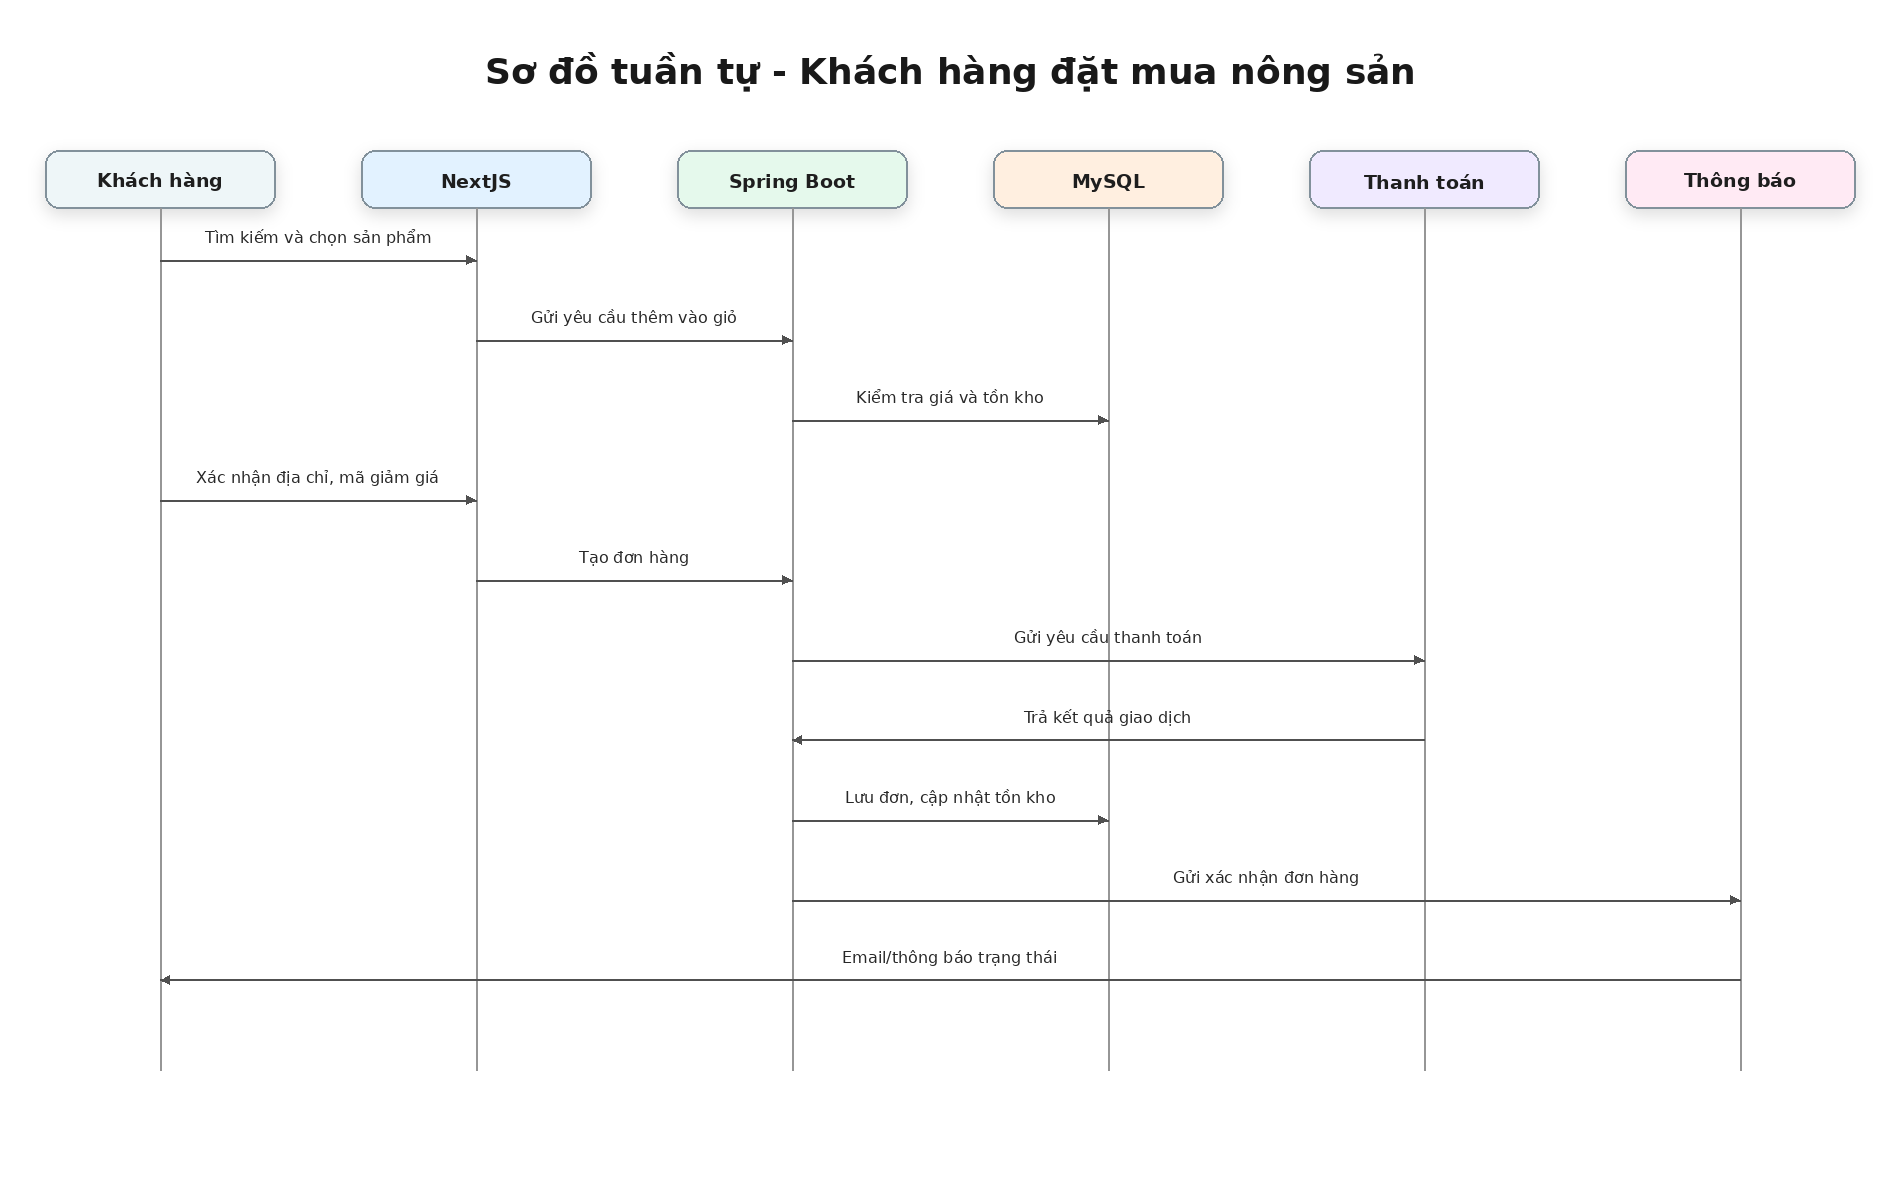 Sơ đồ tuần tự - Khách hàng đặt mua nông sản
Khách hàng
NextJS
Spring Boot
MySQL
Thanh toán
Thông báo
Tìm kiếm và chọn sản phẩm
Gửi yêu cầu thêm vào giỏ
Kiểm tra giá và tồn kho
Xác nhận địa chỉ, mã giảm giá
Tạo đơn hàng
Gửi yêu cầu thanh toán
Trả kết quả giao dịch
Lưu đơn, cập nhật tồn kho
Gửi xác nhận đơn hàng
Email/thông báo trạng thái